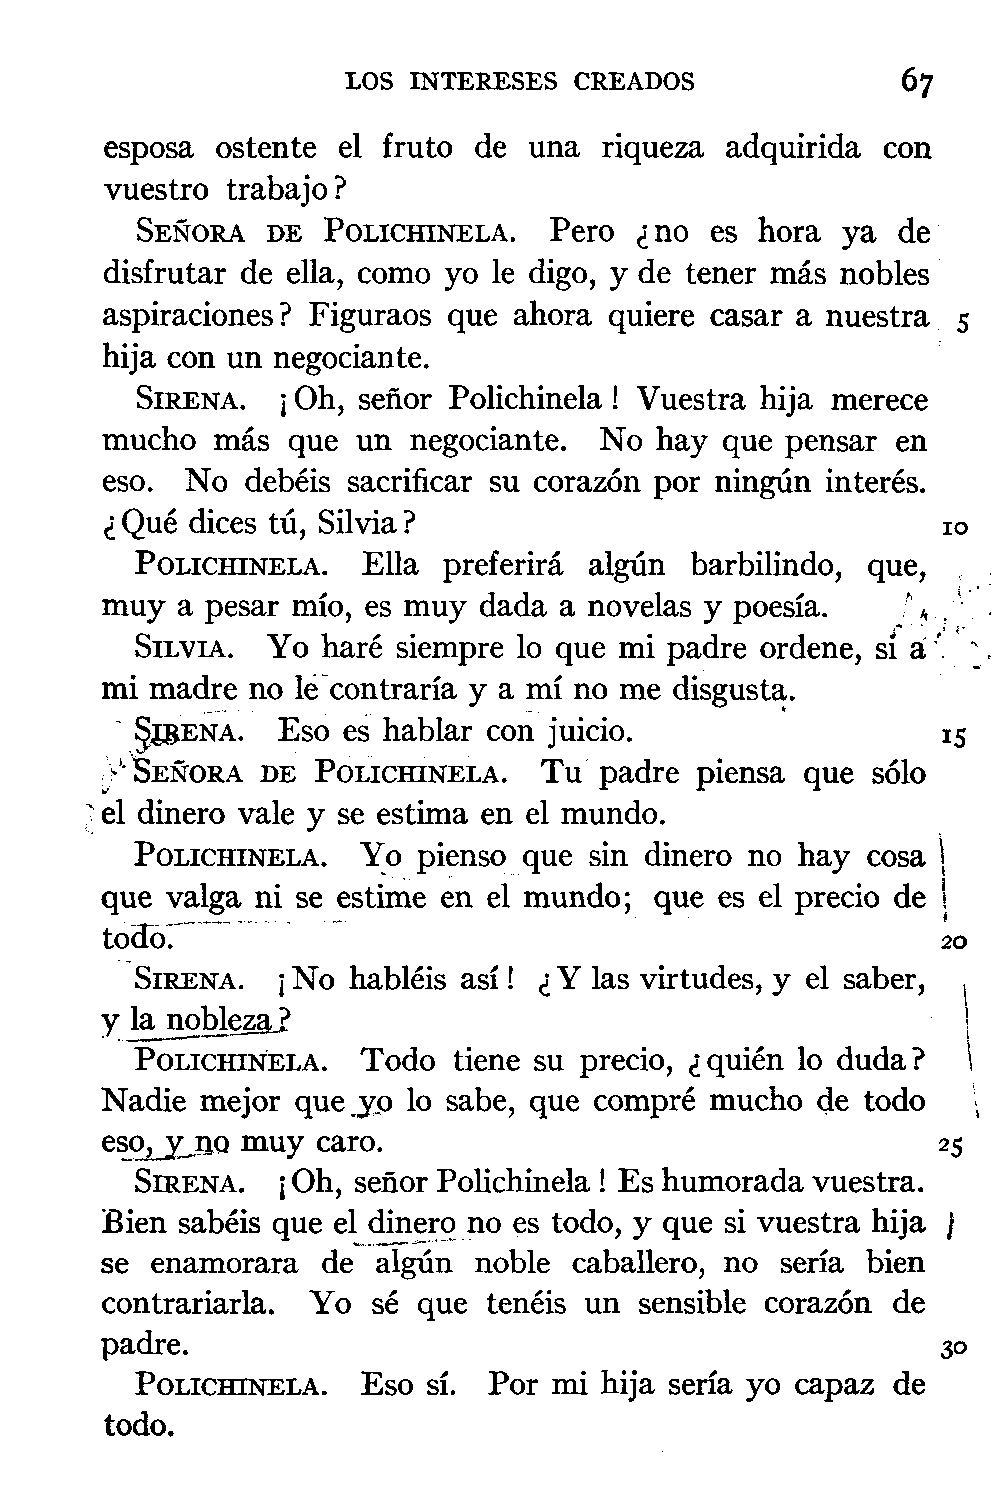 LOS INTERESES CREADOS 67
esposa ostente el fruto de una riqueza adquirida con
vuestro trabajo?
SEÑORA DE POLICHINELA. Pero ¿no es hora ya de
disfrutar de ella, como yo le digo, y de tener más nobles
aspiraciones? Figuraos que ahora quiere casar a nuestra 5
hija con un negociante.
SIRENA. ¡Oh, señor Polichinela! Vuestra hija merece
mucho más que un negociante. No hay que pensar en
eso. No debéis sacrificar su corazón por ningún interés.
¿Qué dices tú, Silvia? 10
POLICHINELA. Ella preferirá algún barbilindo, que,
muy a pesar mío, es muy dada a novelas y poesía.
SILVIA. Yo haré siempre lo que mi padre ordene, si a
mi madre no le contraría y a mí no me disgusta.
SIRENA. Eso es hablar con juicio. 15
SEÑORA DE POLICHINELA. Tu padre piensa que sólo
el dinero vale y se estima en el mundo.
POLICHINELA. Yo pienso que sin dinero no hay cosa
que valga ni se estime en el mundo; que es el precio de
todo. 20
SIRENA. ¡No habléis así! ¿Y las virtudes, y el saber,
y la nobleza?
POLICHINELA. Todo tiene su precio, ¿quién lo duda?
Nadie mejor que yo lo sabe, que compré mucho de todo
eso, y no muy caro. 25
SIRENA. ¡Oh, señor Polichinela! Es humorada vuestra.
Bien sabéis que el dinero no es todo, y que si vuestra hija
se enamorara de algún noble caballero, no sería bien
contrariarla. Yo sé que tenéis un sensible corazón de
padre. 30
POLICHINELA. Eso sí. Por mi hija sería yo capaz de
todo.